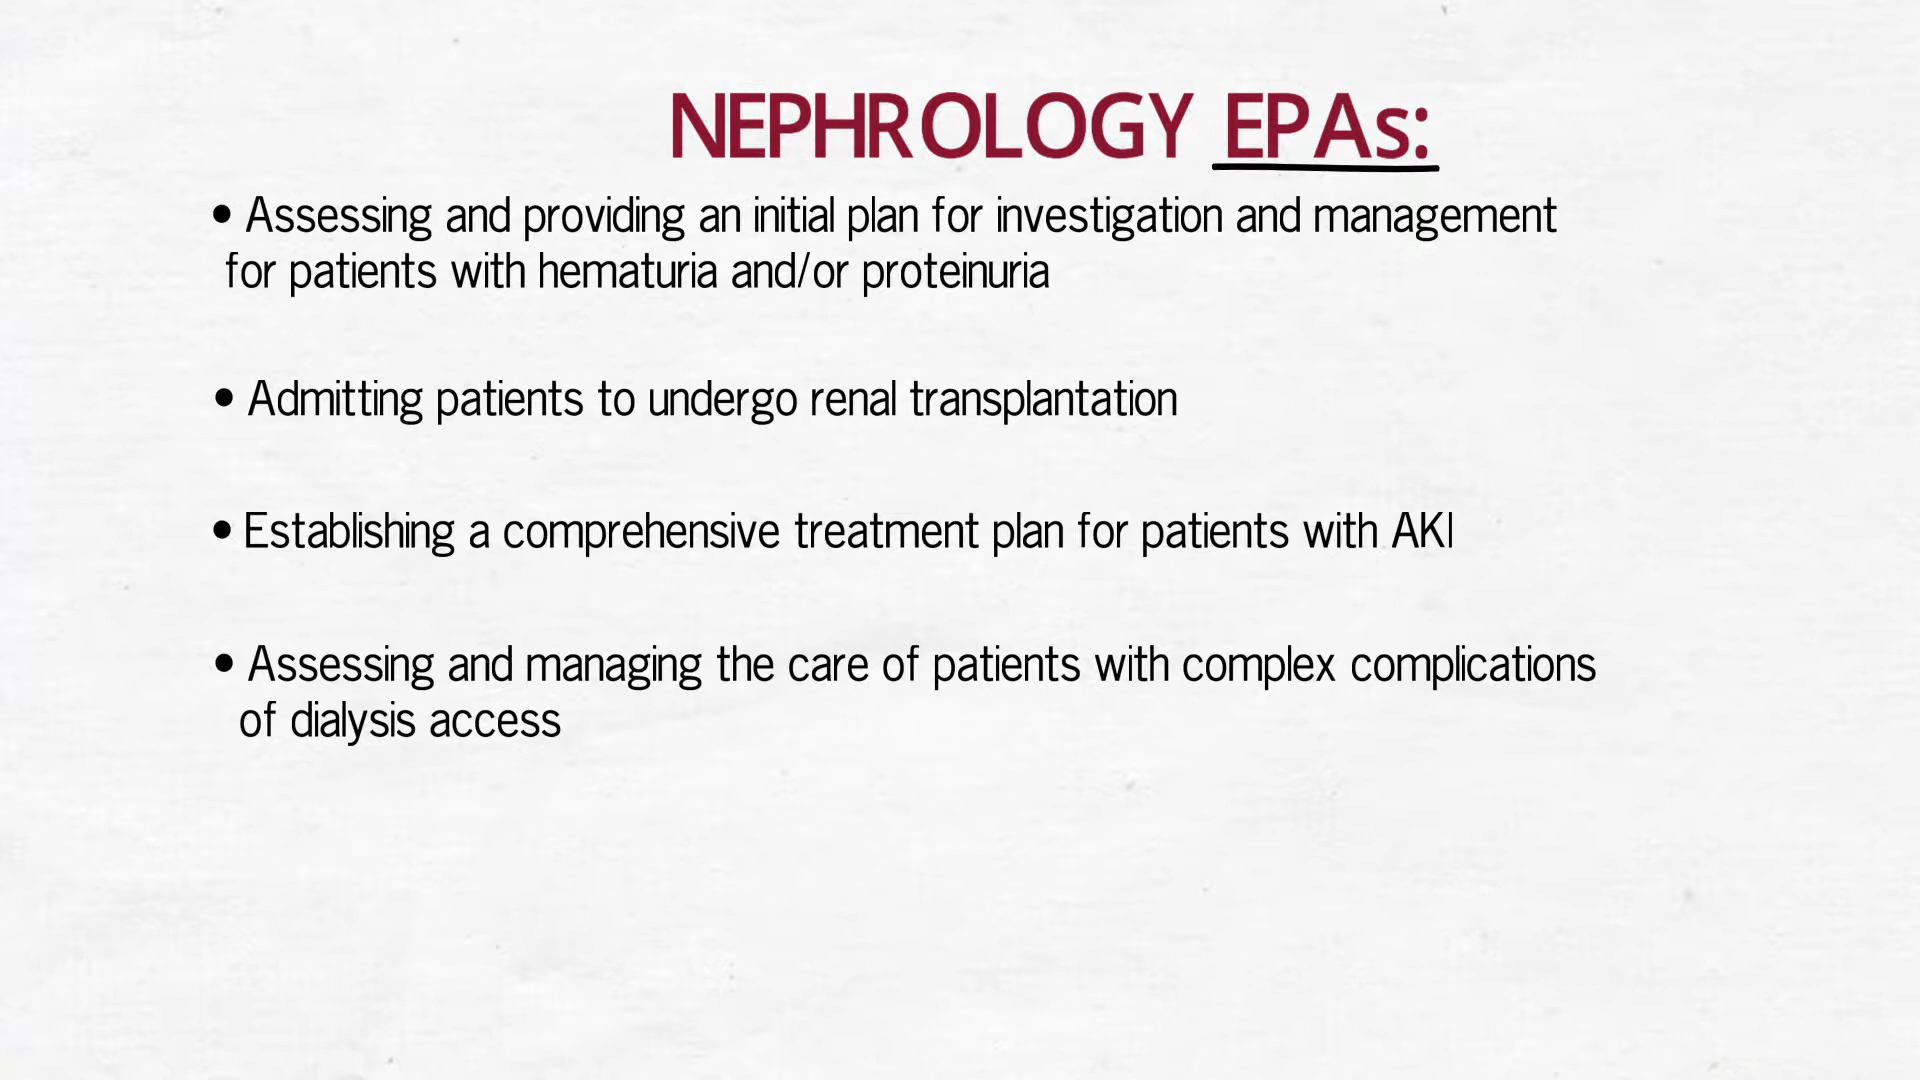 NEPHROLOGY EPAs:
• Assessing and providing an initial plan for investigation and management
for patients with hematuria and/or proteinuria
• Admitting patients to undergo renal transplantation
• Establishing a comprehensive treatment plan for patients with AKI
• Assessing and managing the care of patients with complex complications
of dialysis access